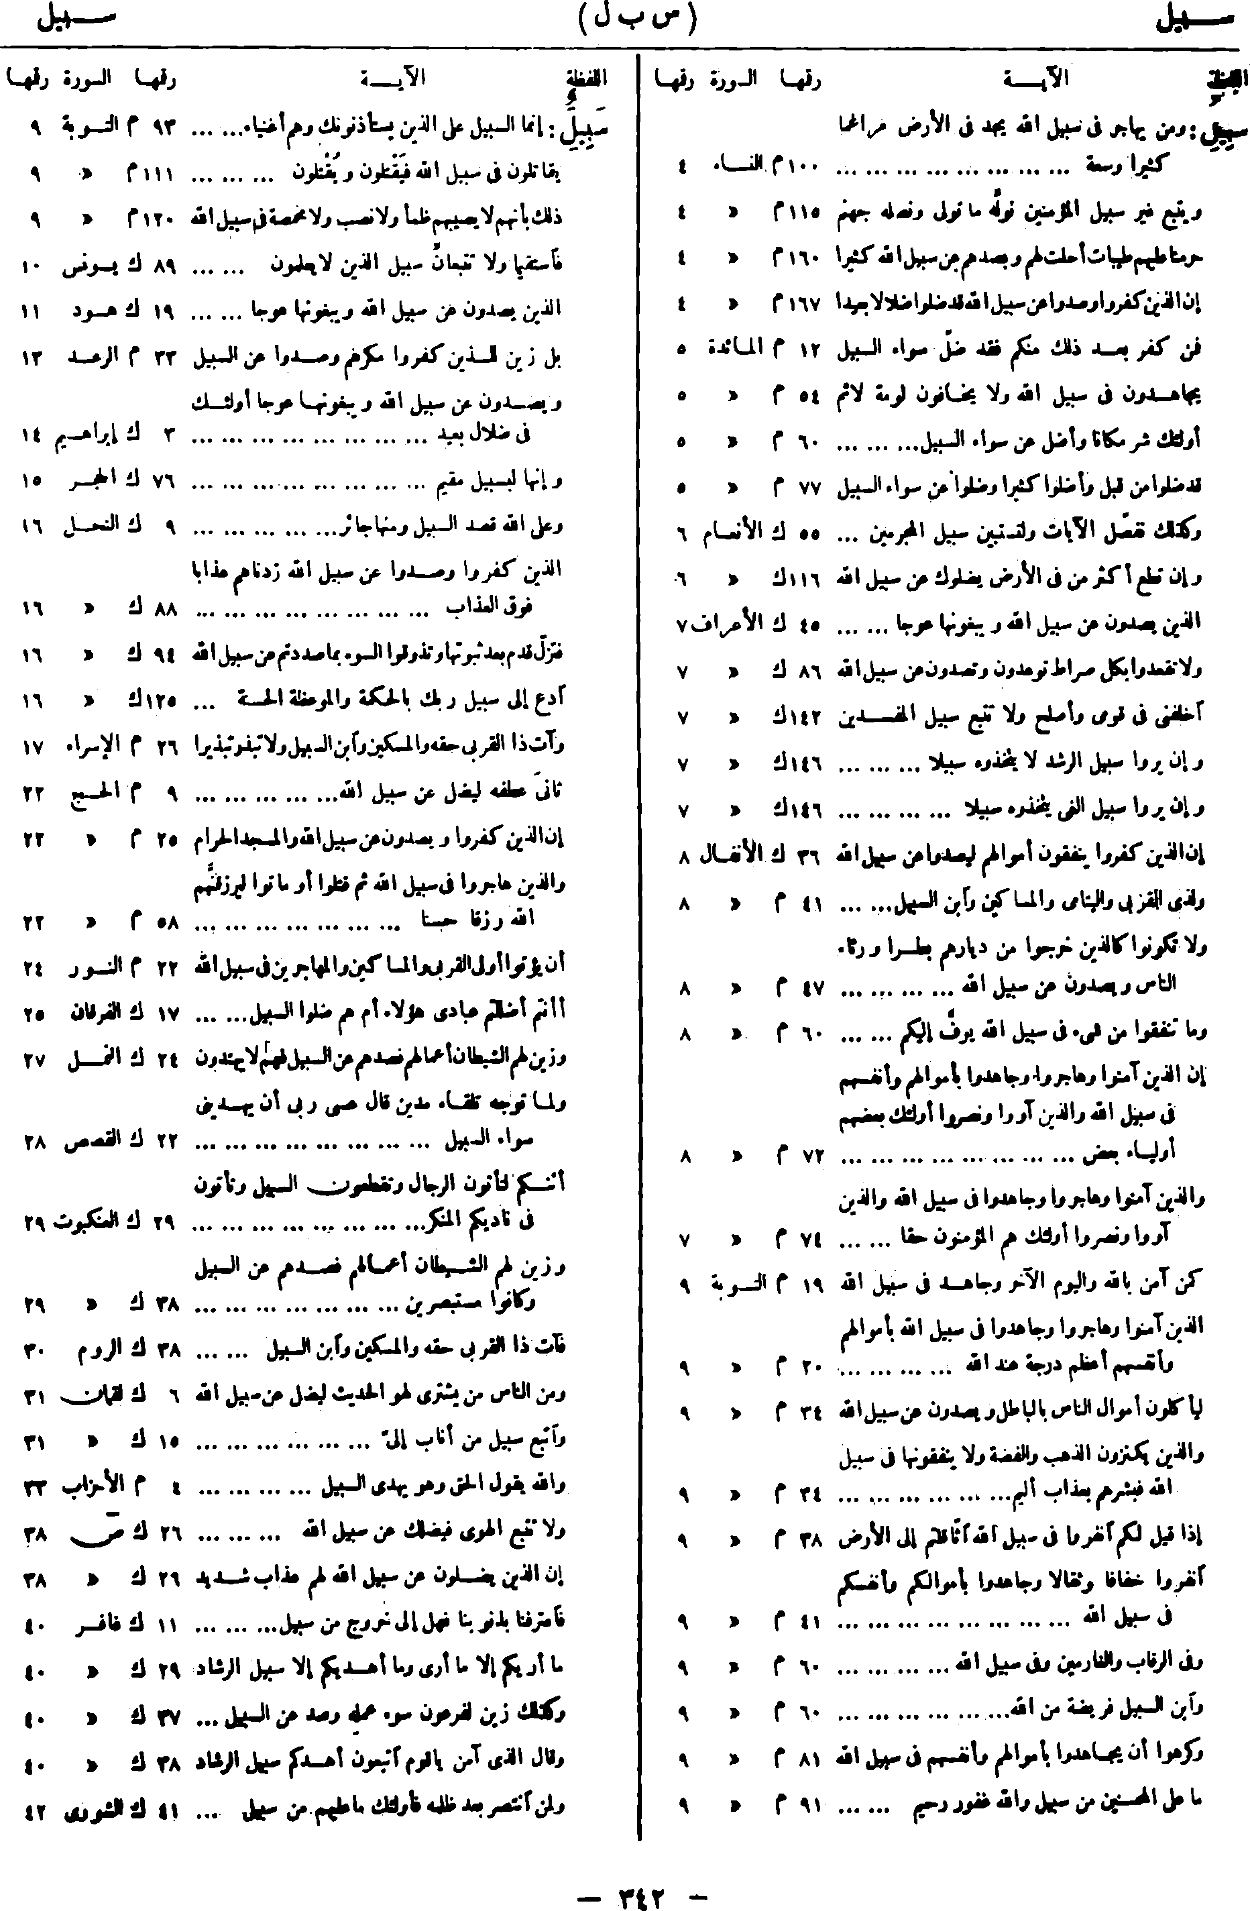 سبيل
(س ب ل)
سبيل
اللفظة الآيــة رقمها السورة رقمها
سَبِيلِ: ومن يهاجر فى سبيل الله يجد فى الأرض مراغما
كثيرا وسعة ... ... ... ... ... ... ... ... ١٠٠ م النساء ٤
ويتبع غير سبيل المؤمنين نولّه ما تولى ونصله جهنم ١١٥ م » ٤
حرمنا عليهم طيبات أحلت لهم وبصدهم عن سبيل الله كثيرا ١٦٠ م » ٤
إن الذين كفروا وصدوا عن سبيل الله قد ضلوا ضلالا بعيدا ١٦٧ م » ٤
فمن كفر بعد ذلك منكم فقد ضلّ سواء السبيل ١٢ م المائدة ٥
يجاهدون فى سبيل الله ولا يخافون لومة لائم ٥٤ م » ٥
أولئك شر مكانا وأضل عن سواء السبيل ... ... ... ٦٠ م » ٥
قد ضلوا من قبل وأضلوا كثيرا وضلوا عن سواء السبيل ٧٧ م » ٥
وكذلك نفصّل الآيات ولتستبين سبيل المجرمين ... ٥٥ ك الأنعام ٦
وإن تطع أكثر من فى الأرض يضلوك عن سبيل الله ١١٦ ك » ٦
الذين يصدون عن سبيل الله ويبغونها عوجا ... ... ٤٥ ك الأعراف ٧
ولا تقعدوا بكل صراط توعدون وتصدون عن سبيل الله ٨٦ ك » ٧
آخلفنى فى قومى وأصلح ولا تتبع سبيل المفسدين ١٤٢ ك » ٧
وإن يروا سبيل الرشد لا يتخذوه سبيلا ... ... ... ١٤٦ ك » ٧
وإن يروا سبيل الغى يتخذوه سبيلا ... ... ... ... ١٤٦ ك » ٧
إن الذين كفروا ينفقون أموالهم ليصدوا عن سبيل الله ٣٦ ك الأنفال ٨
ولذى القربى واليتامى والمساكين وآبن السبيل ... ... ٤١ م » ٨
ولا تكونوا كالذين خرجوا من ديارهم بطرا ورئاء
الناس ويصدون عن سبيل الله ... ... ... ... ٤٧ م » ٨
وما تنفقوا من شىء فى سبيل الله يوفّ إليكم ... ... ٦٠ م » ٨
إن الذين آمنوا وهاجروا وجاهدوا بأموالهم وأنفسهم
فى سبيل الله والذين آووا ونصروا أولئك بعضهم
أولياء بعض ... ... ... ... ... ... ... ... ٧٢ م » ٨
والذين آمنوا وهاجروا وجاهدوا فى سبيل الله والذين
آووا ونصروا أولئك هم المؤمنون حقا ... ... ٧٤ م » ٧
كمن آمن بالله واليوم الآخر وجاهد فى سبيل الله ١٩ م التوبة ٩
الذين آمنوا وهاجروا وجاهدوا فى سبيل الله بأموالهم
وأنفسهم أعظم درجة عند الله ... ... ... ... ٢٠ م » ٩
ليأكلون أموال الناس بالباطل ويصدون عن سبيل الله ٣٤ م » ٩
والذين يكنزون الذهب والفضة ولا ينفقونها فى سبيل
الله فبشرهم بعذاب أليم ... ... ... ... ... ... ٣٤ م » ٩
إذا قيل لكم آنفروا فى سبيل الله آثّاقلتم إلى الأرض ٣٨ م » ٩
آنفروا خفافا وثقالا وجاهدوا بأموالكم وأنفسكم
فى سبيل الله ... ... ... ... ... ... ... ... ٤١ م » ٩
وفى الرقاب والغارمين وفى سبيل الله ... ... ... ... ٦٠ م » ٩
وآبن السبيل فريضة من الله ... ... ... ... ... ... ٦٠ م » ٩
وكرهوا أن يجاهدوا بأموالهم وأنفسهم فى سبيل الله ٨١ م » ٩
ما على المحسنين من سبيل والله غفور رحيم ... ... ٩١ م » ٩
اللفظة الآيــة رقمها السورة رقمها
سَبِيلِ: إنما السبيل على الذين يستأذنونك وهم أغنياء ... ... ٩٣ م التوبة ٩
يقاتلون فى سبيل الله فَيَقْتلون ويُقْتلون ... ... ... ١١١ م » ٩
ذلك بأنهم لا يصيبهم ظمأ ولا نصب ولا مخمصة فى سبيل الله ١٢٠ م » ٩
فآستقيما ولا تتبعانّ سبيل الذين لا يعلمون ... ... ٨٩ ك يونس ١٠
الذين يصدون عن سبيل الله ويبغونها عوجا ... ... ١٩ ك هود ١١
بل زين للذين كفروا مكرهم وصدوا عن السبيل ٣٣ م الرعد ١٣
ويصدون عن سبيل الله ويبغونها عوجا أولئك
فى ضلال بعيد ... ... ... ... ... ... ... ... ٣ ك إبراهيم ١٤
وإنها لبسبيل مقيم ... ... ... ... ... ... ... ... ٧٦ ك الحجر ١٥
وعلى الله قصد السبيل ومنها جائر ... ... ... ... ... ٩ ك النحل ١٦
الذين كفروا وصدوا عن سبيل الله زدناهم عذابا
فوق العذاب ... ... ... ... ... ... ... ... ٨٨ ك » ١٦
فتزلّ قدم بعد ثبوتها وتذوقوا السوء بما صددتم عن سبيل الله ٩٤ ك » ١٦
آدع إلى سبيل ربك بالحكمة والموعظة الحسنة ... ١٢٥ ك » ١٦
وآت ذا القربى حقه والمسكين وآبن السبيل ولا تبذر تبذيرا ٢٦ م الإسراء ١٧
ثانىَ عطفه ليضل عن سبيل الله ... ... ... ... ... ٩ م الحج ٢٢
إن الذين كفروا ويصدون عن سبيل الله والمسجد الحرام ٢٥ م » ٢٢
والذين هاجروا فى سبيل الله ثم قتلوا أو ماتوا ليرزقنَّهم
الله رزقا حسنا ... ... ... ... ... ... ... ٥٨ م » ٢٢
أن يؤتوا أولى القربى والمساكين والمهاجرين فى سبيل الله ٢٢ م النور ٢٤
أأنتم أضللتم عبادى هؤلاء أم هم ضلوا السبيل ... ... ١٧ ك الفرقان ٢٥
وزين لهم الشيطان أعمالهم فصدهم عن السبيل فهم لا يهتدون ٢٤ ك النمل ٢٧
ولما توجه تلقاء مدين قال عسى ربى أن يهدينى
سواء السبيل ... ... ... ... ... ... ... ... ٢٢ ك القصص ٢٨
أئنكم لتأتون الرجال وتقطعون السبيل وتأتون
فى ناديكم المنكر ... ... ... ... ... ... ... ... ٢٩ ك العنكبوت ٢٩
وزين لهم الشيطان أعمالهم فصدهم عن السبيل
وكانوا مستبصرين ... ... ... ... ... ... ... ٣٨ ك » ٢٩
فآت ذا القربى حقه والمسكين وآبن السبيل ... ... ٣٨ ك الروم ٣٠
ومن الناس من يشترى لهو الحديث ليضل عن سبيل الله ٦ ك لقمان ٣١
وآتبع سبيل من أناب إلىّ ... ... ... ... ... ... ١٥ ك » ٣١
والله يقول الحق وهو يهدى السبيل ... ... ... ... ٤ م الأحزاب ٣٣
ولا تتبع الهوى فيضلك عن سبيل الله ... ... ... ٢٦ ك صٓ ٣٨
إن الذين يضلون عن سبيل الله لهم عذاب شديد ٢٦ ك » ٣٨
فآعترفنا بذنوبنا فهل إلى خروج من سبيل ... ... ... ١١ ك غافر ٤٠
ما أريكم إلا ما أرى وما أهديكم إلا سبيل الرشاد ٢٩ ك » ٤٠
وكذلك زين لفرعون سوء عمله وصد عن السبيل ... ٣٧ ك » ٤٠
وقال الذى آمن ياقوم آتبعون أهدكم سبيل الرشاد ٣٨ ك » ٤٠
ولمن آنتصر بعد ظلمه فأولئك ما عليهم من سبيل ... ٤١ ك الشورى ٤٢
— ٣٤٢ —